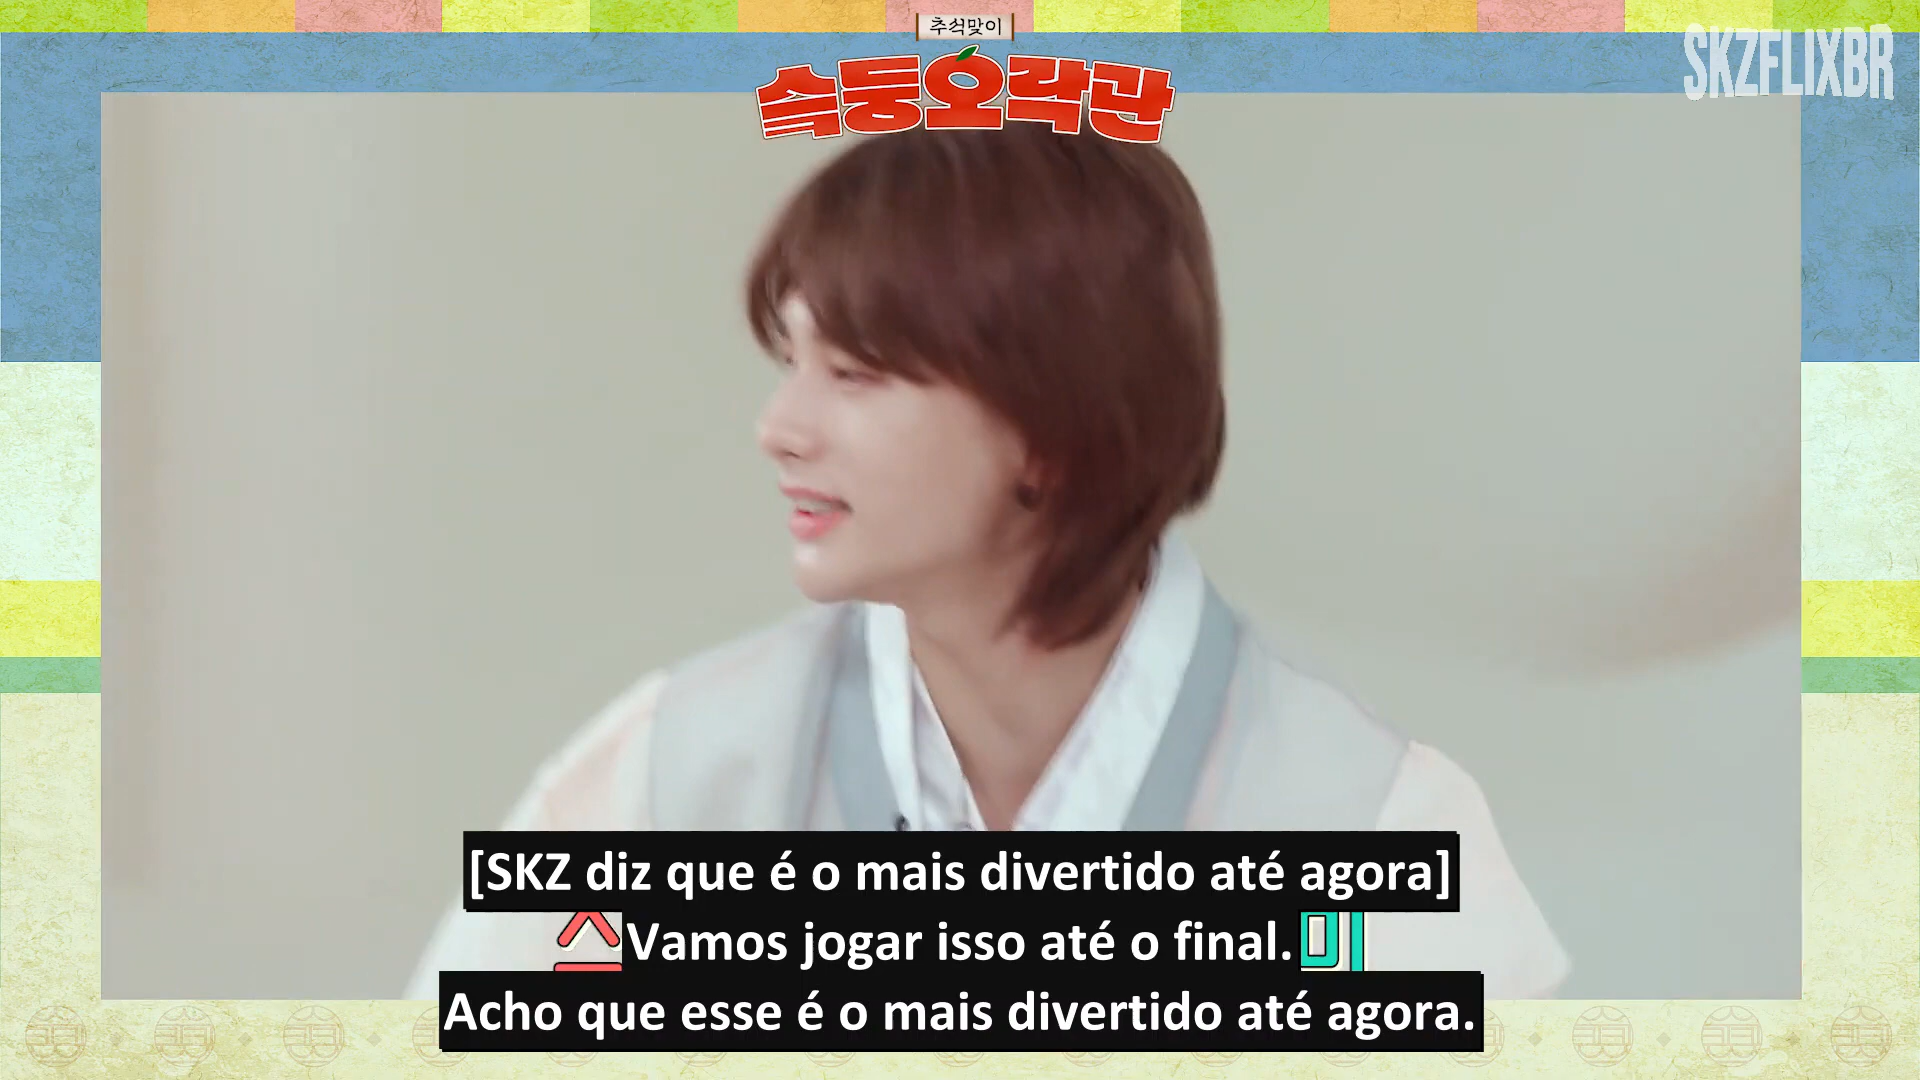 추석맞이
슥둥오락관
SKZFLIXBR
[SKZ diz que é o mais divertido até agora]
Vamos jogar isso até o final.
Acho que esse é o mais divertido até agora.